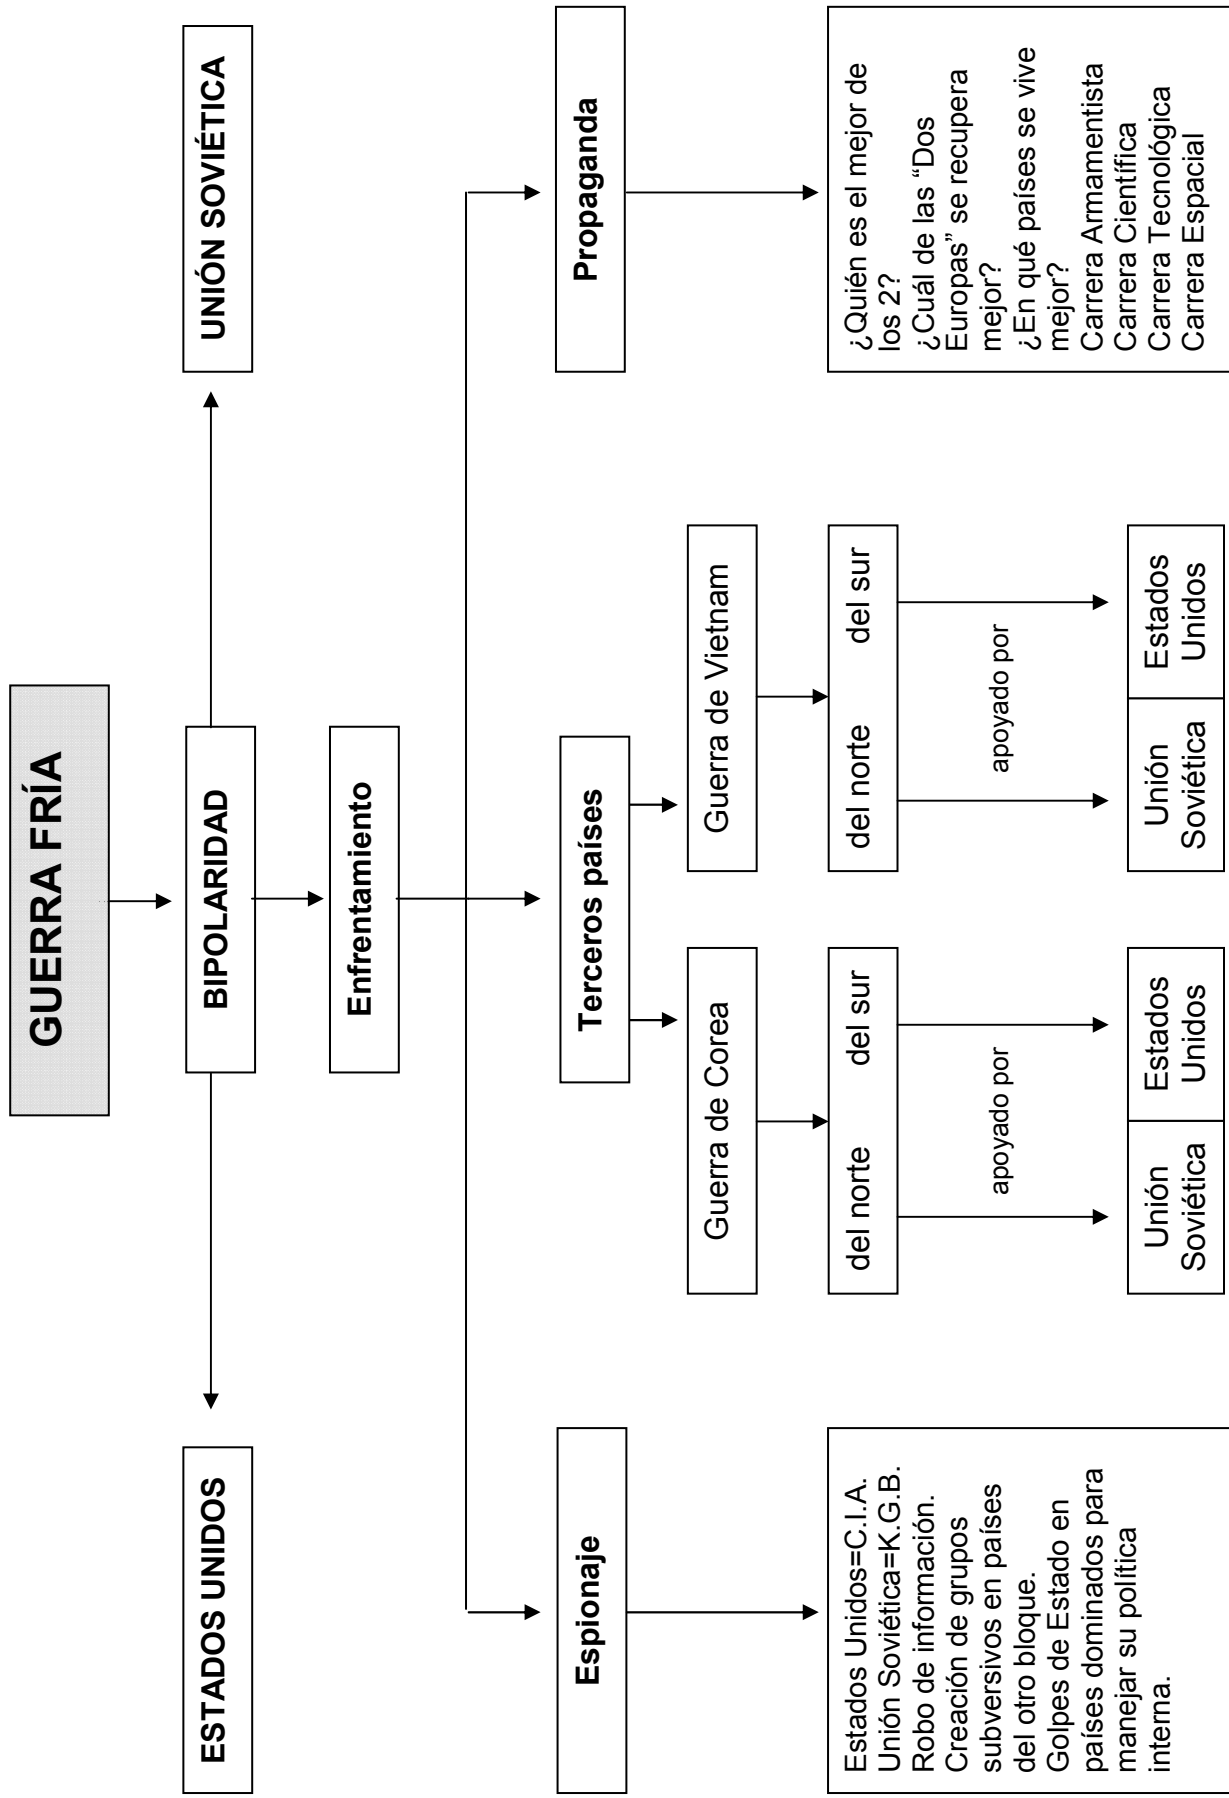 GUERRA FRÍA
ESTADOS UNIDOS
BIPOLARIDAD
UNIÓN SOVIÉTICA
Enfrentamiento
Espionaje
Terceros países
Propaganda
Guerra de Corea
Guerra de Vietnam
Estados Unidos=C.I.A.
Unión Soviética=K.G.B.
Robo de información.
Creación de grupos
subversivos en países
del otro bloque.
Golpes de Estado en
países dominados para
manejar su política
interna.
del norte del sur
apoyado por
Unión
Soviética
Estados
Unidos
del norte del sur
apoyado por
Unión
Soviética
Estados
Unidos
¿Quién es el mejor de
los 2?
¿Cuál de las “Dos
Europas” se recupera
mejor?
¿En qué países se vive
mejor?
Carrera Armamentista
Carrera Científica
Carrera Tecnológica
Carrera Espacial